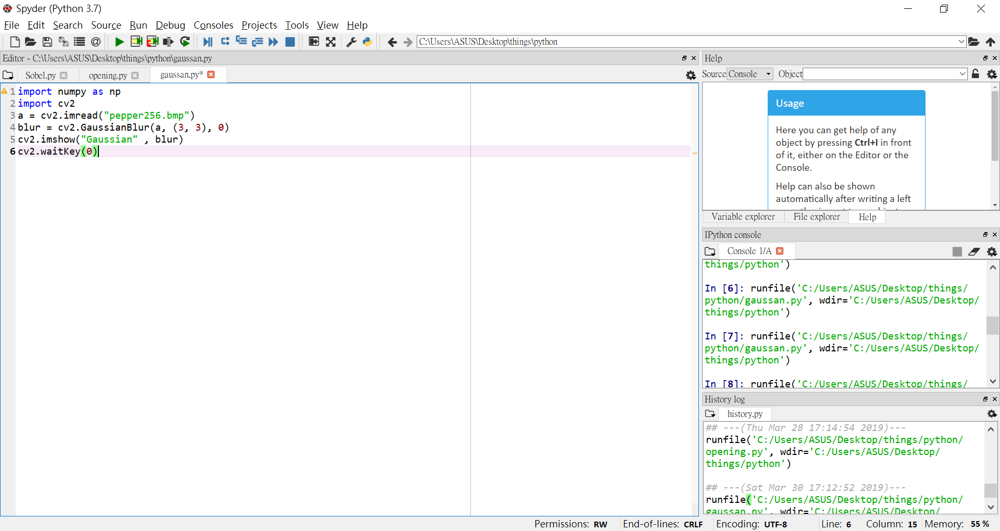 Spyder (Python 3.7)
File Edit Search Source Run Debug Consoles Projects Tools View Help
C:\Users\ASUS\Desktop\things\python
Editor - C:\Users\ASUS\Desktop\things\python\gaussan.py
Sobel.py opening.py gaussan.py*
1 import numpy as np
2 import cv2
3 a = cv2.imread("pepper256.bmp")
4 blur = cv2.GaussianBlur(a, (3, 3), 0)
5 cv2.imshow("Gaussian" , blur)
6 cv2.waitKey(0)
Help
Source Console Object
Usage
Here you can get help of any
object by pressing Ctrl+I in front
of it, either on the Editor or the
Console.
Help can also be shown
automatically after writing a left
Variable explorer File explorer Help
IPython console
Console 1/A
things/python')
In [6]: runfile('C:/Users/ASUS/Desktop/things/
python/gaussan.py', wdir='C:/Users/ASUS/Desktop/
things/python')
In [7]: runfile('C:/Users/ASUS/Desktop/things/
python/gaussan.py', wdir='C:/Users/ASUS/Desktop/
things/python')
In [8]: runfile('C:/Users/ASUS/Desktop/things/
History log
history.py
## ---(Thu Mar 28 17:14:54 2019)---
runfile('C:/Users/ASUS/Desktop/things/python/
opening.py', wdir='C:/Users/ASUS/Desktop/
things/python')
## ---(Sat Mar 30 17:12:52 2019)---
runfile('C:/Users/ASUS/Desktop/things/python/
gaussan.py', wdir='C:/Users/ASUS/Desktop/
Permissions: RW End-of-lines: CRLF Encoding: UTF-8 Line: 6 Column: 15 Memory: 55 %